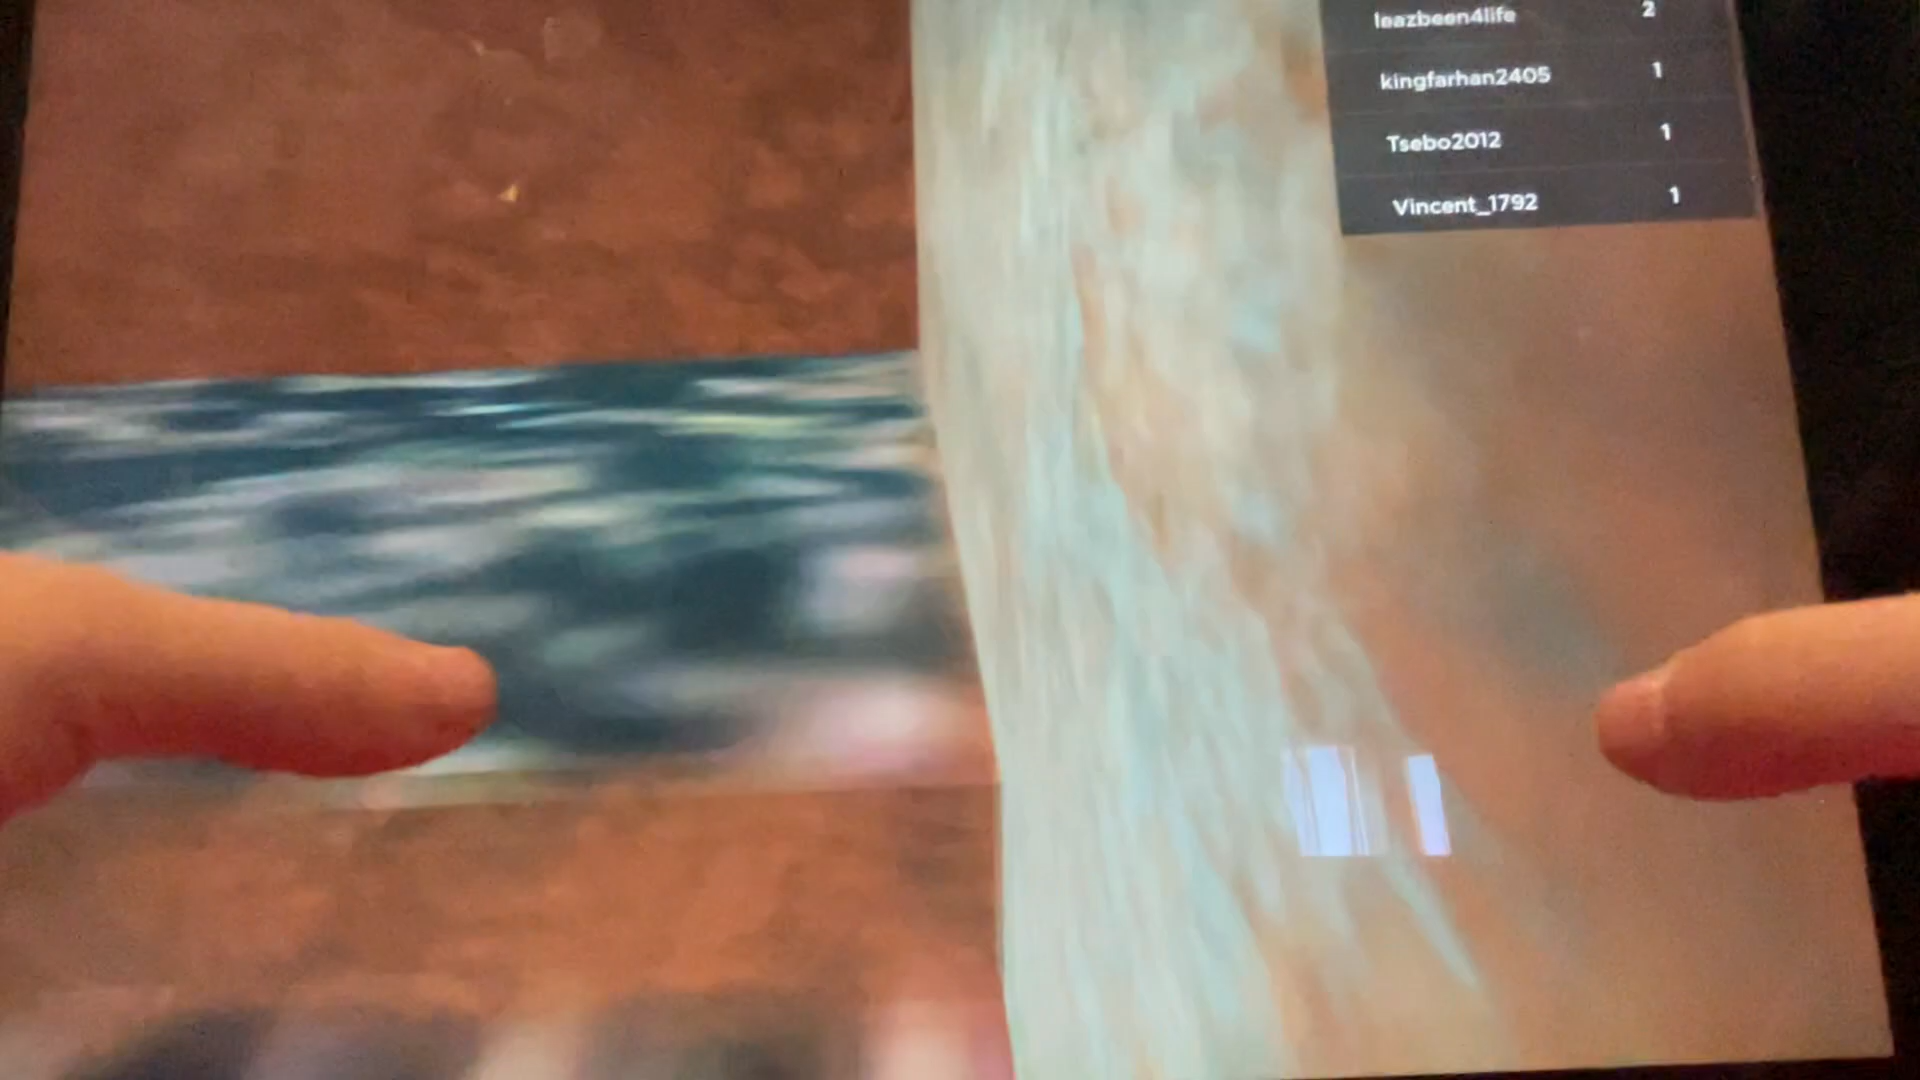 leazbeen4life 2
kingfarhan2405 1
Tsebo2012 1
Vincent_1792 1